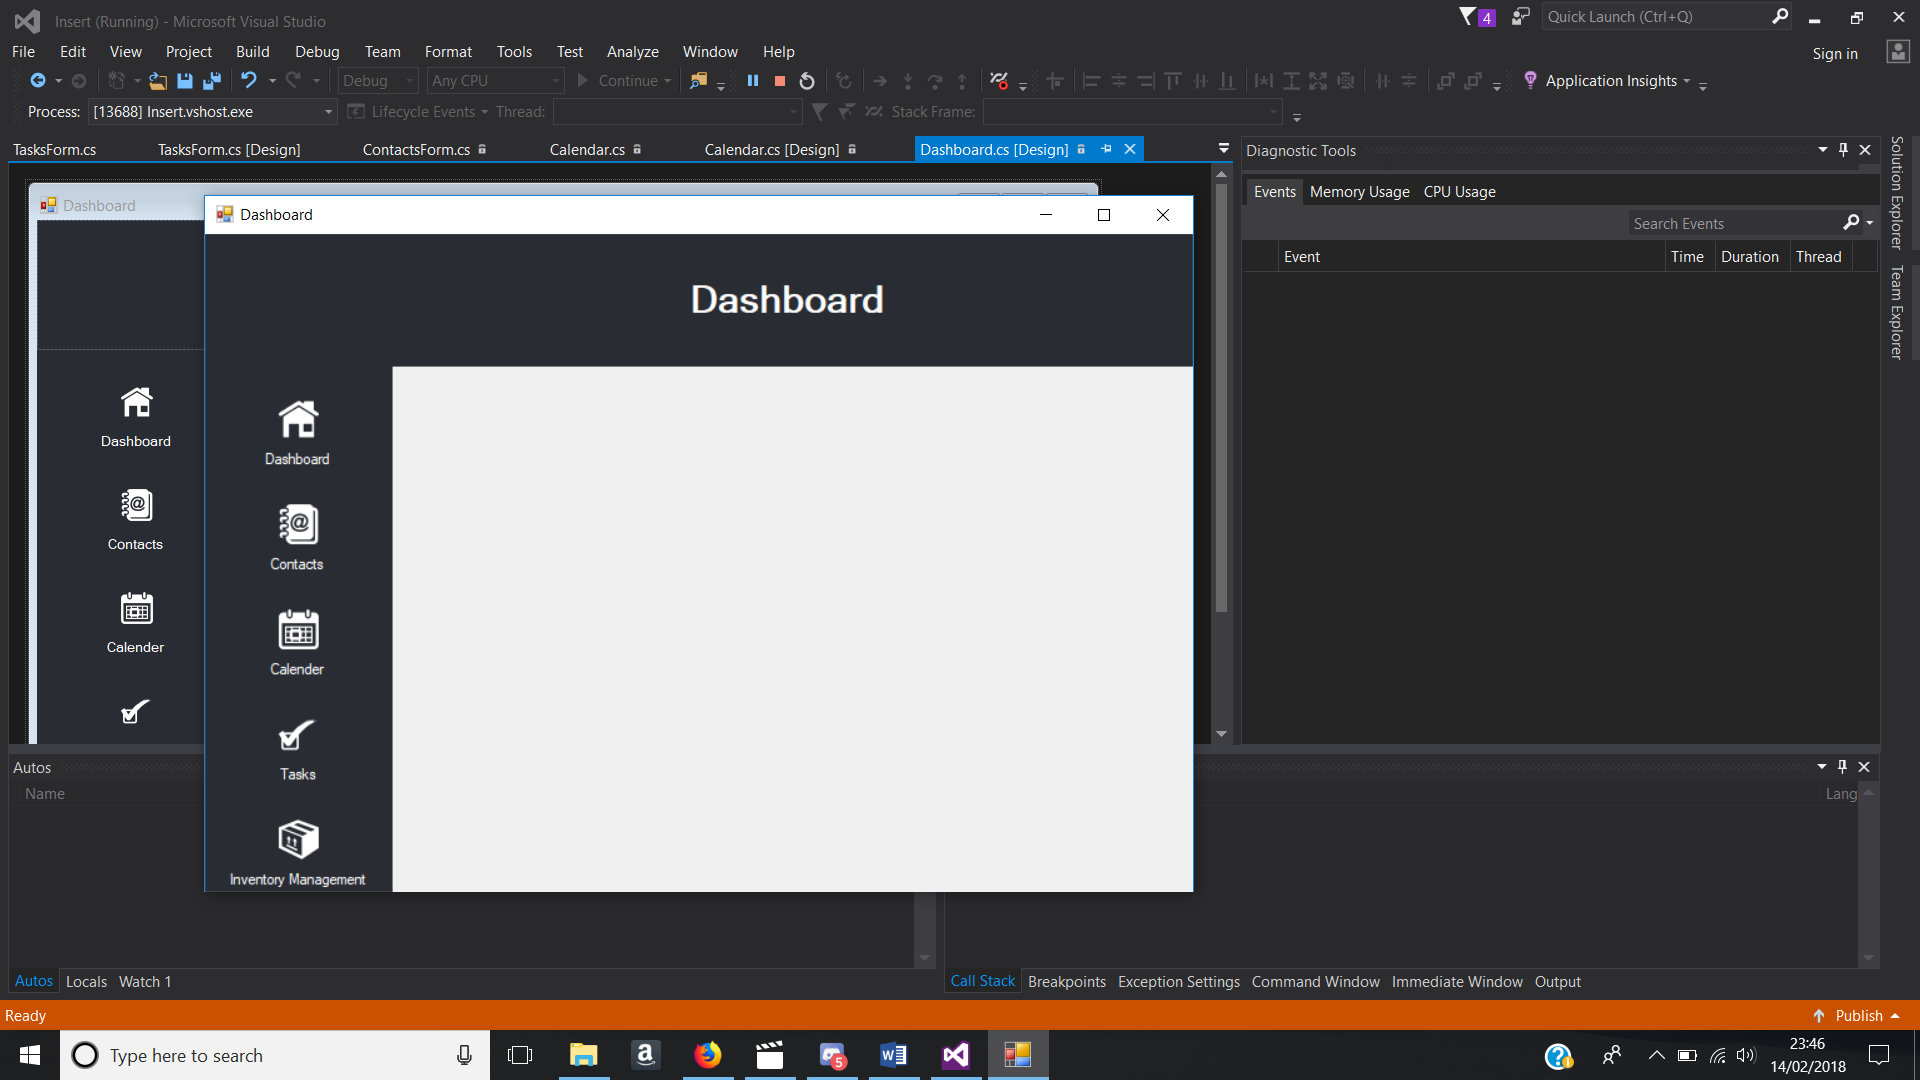 Insert (Running) - Microsoft Visual Studio
4
Quick Launch (Ctrl+Q)
File Edit View Project Build Debug Team Format Tools Test Analyze Window Help
Sign in
Debug Any CPU Continue Application Insights
Process: [13688] Insert.vshost.exe Lifecycle Events Thread: Stack Frame:
TasksForm.cs TasksForm.cs [Design] ContactsForm.cs Calendar.cs Calendar.cs [Design] Dashboard.cs [Design]
Dashboard
Dashboard
Contacts
Calender
Dashboard
Dashboard
Dashboard
Contacts
Calender
Tasks
Inventory Management
Diagnostic Tools
Events Memory Usage CPU Usage
Search Events
Event Time Duration Thread
Solution Explorer
Team Explorer
Autos
Name
Lang
Autos Locals Watch 1
Call Stack Breakpoints Exception Settings Command Window Immediate Window Output
Ready
Publish
Type here to search
a
5
23:46
14/02/2018